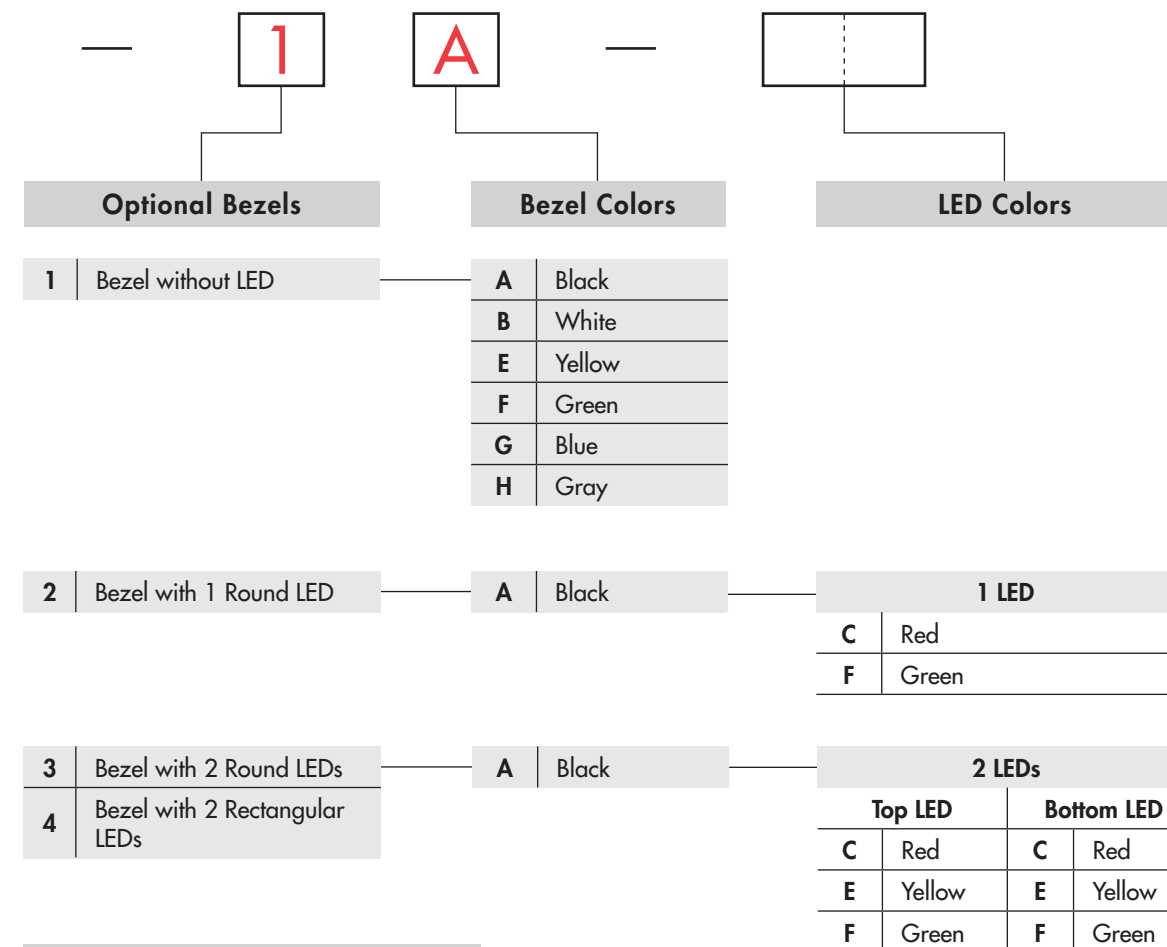 — 1 A —
Optional Bezels Bezel Colors LED Colors
1 Bezel without LED A Black
B White
E Yellow
F Green
G Blue
H Gray
2 Bezel with 1 Round LED A Black 1 LED
C Red
F Green
3 Bezel with 2 Round LEDs A Black 2 LEDs
4 Bezel with 2 Rectangular
LEDs
Top LED Bottom LED
C Red C Red
E Yellow E Yellow
F Green F Green